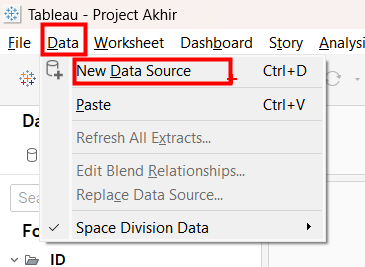 Tableau - Project Akhir
File Data Worksheet Dashboard Story Analysi
New Data Source Ctrl+D
Paste Ctrl+V
Da
Refresh All Extracts...
Edit Blend Relationships...
Replace Data Source...
Sea
Fo
Space Division Data
ID